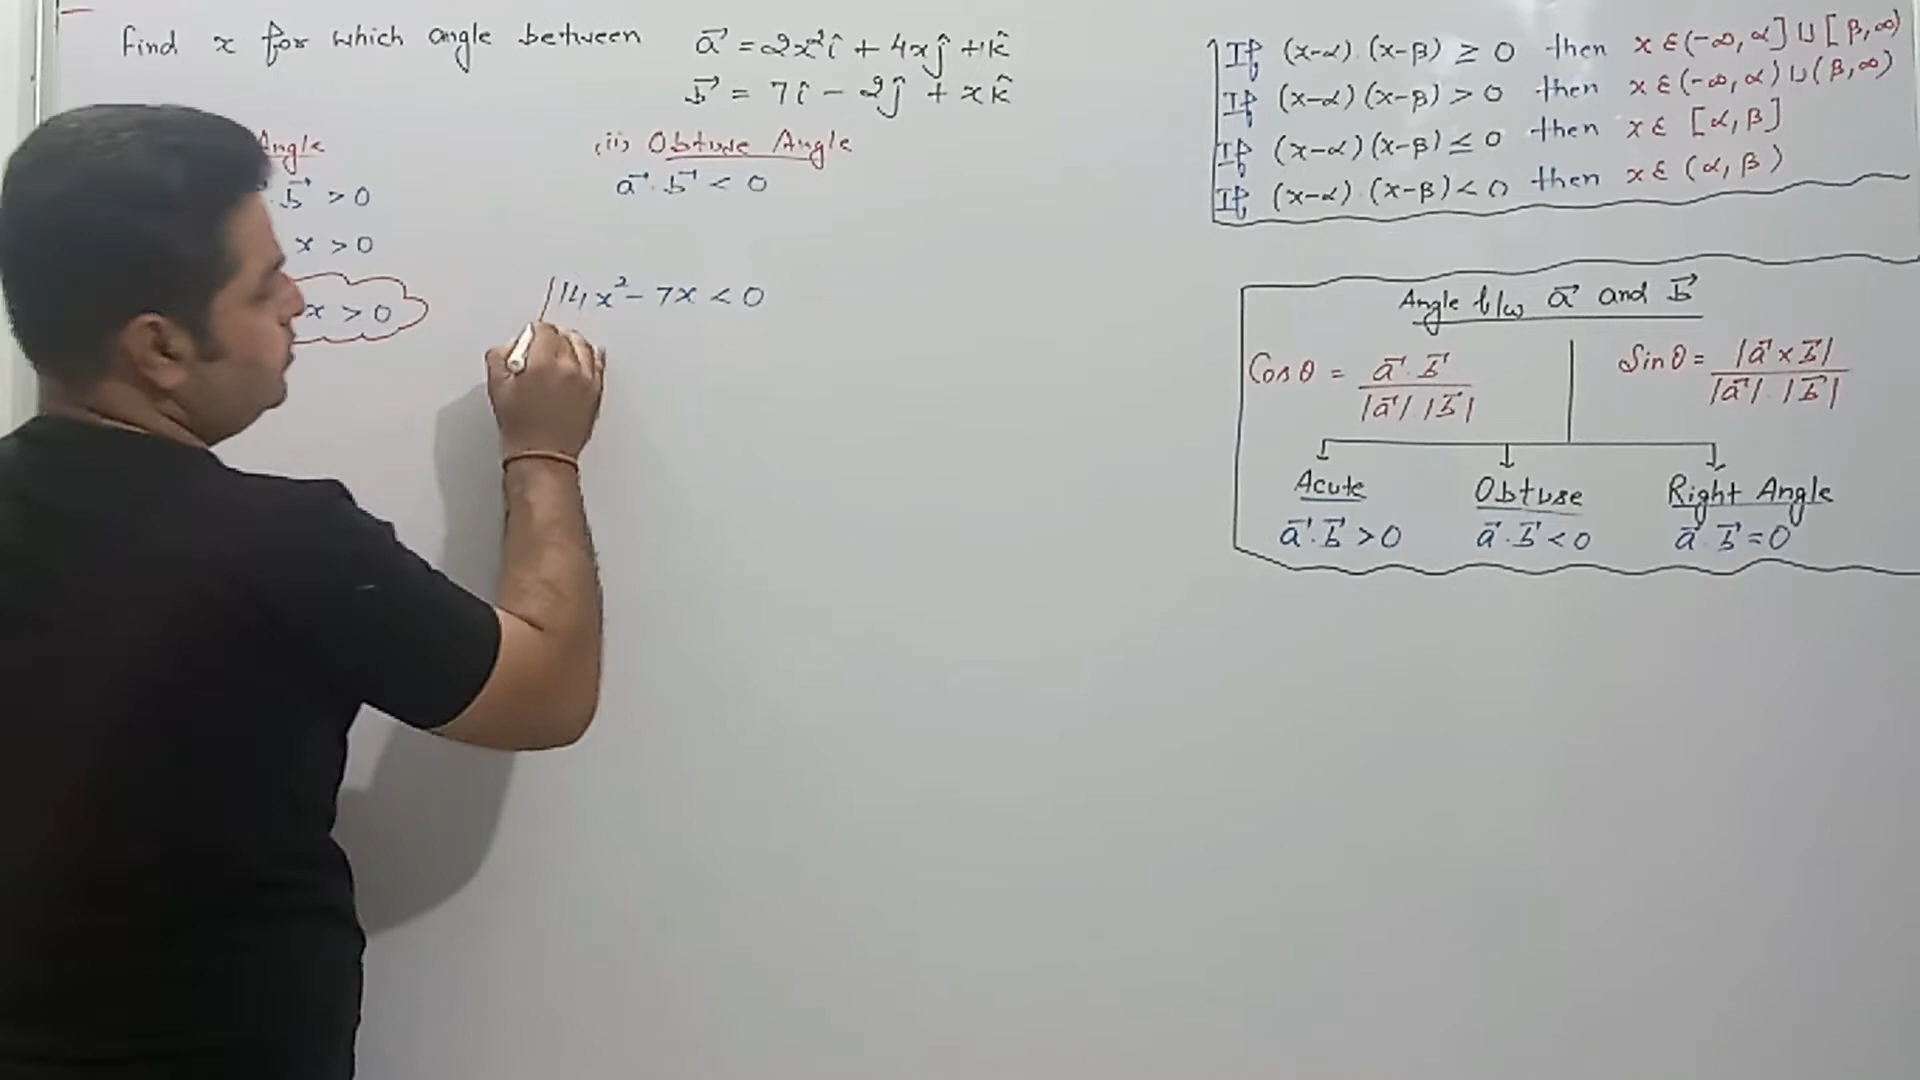 Find x for which angle between a⃗ = 2x²î + 4xĵ + 1k̂
b⃗ = 7î − 2ĵ + xk̂
Angle
. b⃗ > 0
x > 0
x > 0
(ii) Obtuse Angle
a⃗ . b⃗ < 0
14x² − 7x < 0
If (x-α).(x-β) ≥ 0 then x ∈ (-∞, α] ∪ [β, ∞)
If (x-α)(x-β) > 0 then x ∈ (-∞, α) ∪ (β, ∞)
If (x-α)(x-β) ≤ 0 then x ∈ [α, β]
If (x-α).(x-β) < 0 then x ∈ (α, β)
Angle b/w a⃗ and b⃗
Cos θ = a⃗ . b⃗ / |a⃗| . |b⃗|
Sin θ = |a⃗ × b⃗| / |a⃗| . |b⃗|
Acute Obtuse Right Angle
a⃗ . b⃗ > 0 a⃗ . b⃗ < 0 a⃗ . b⃗ = 0